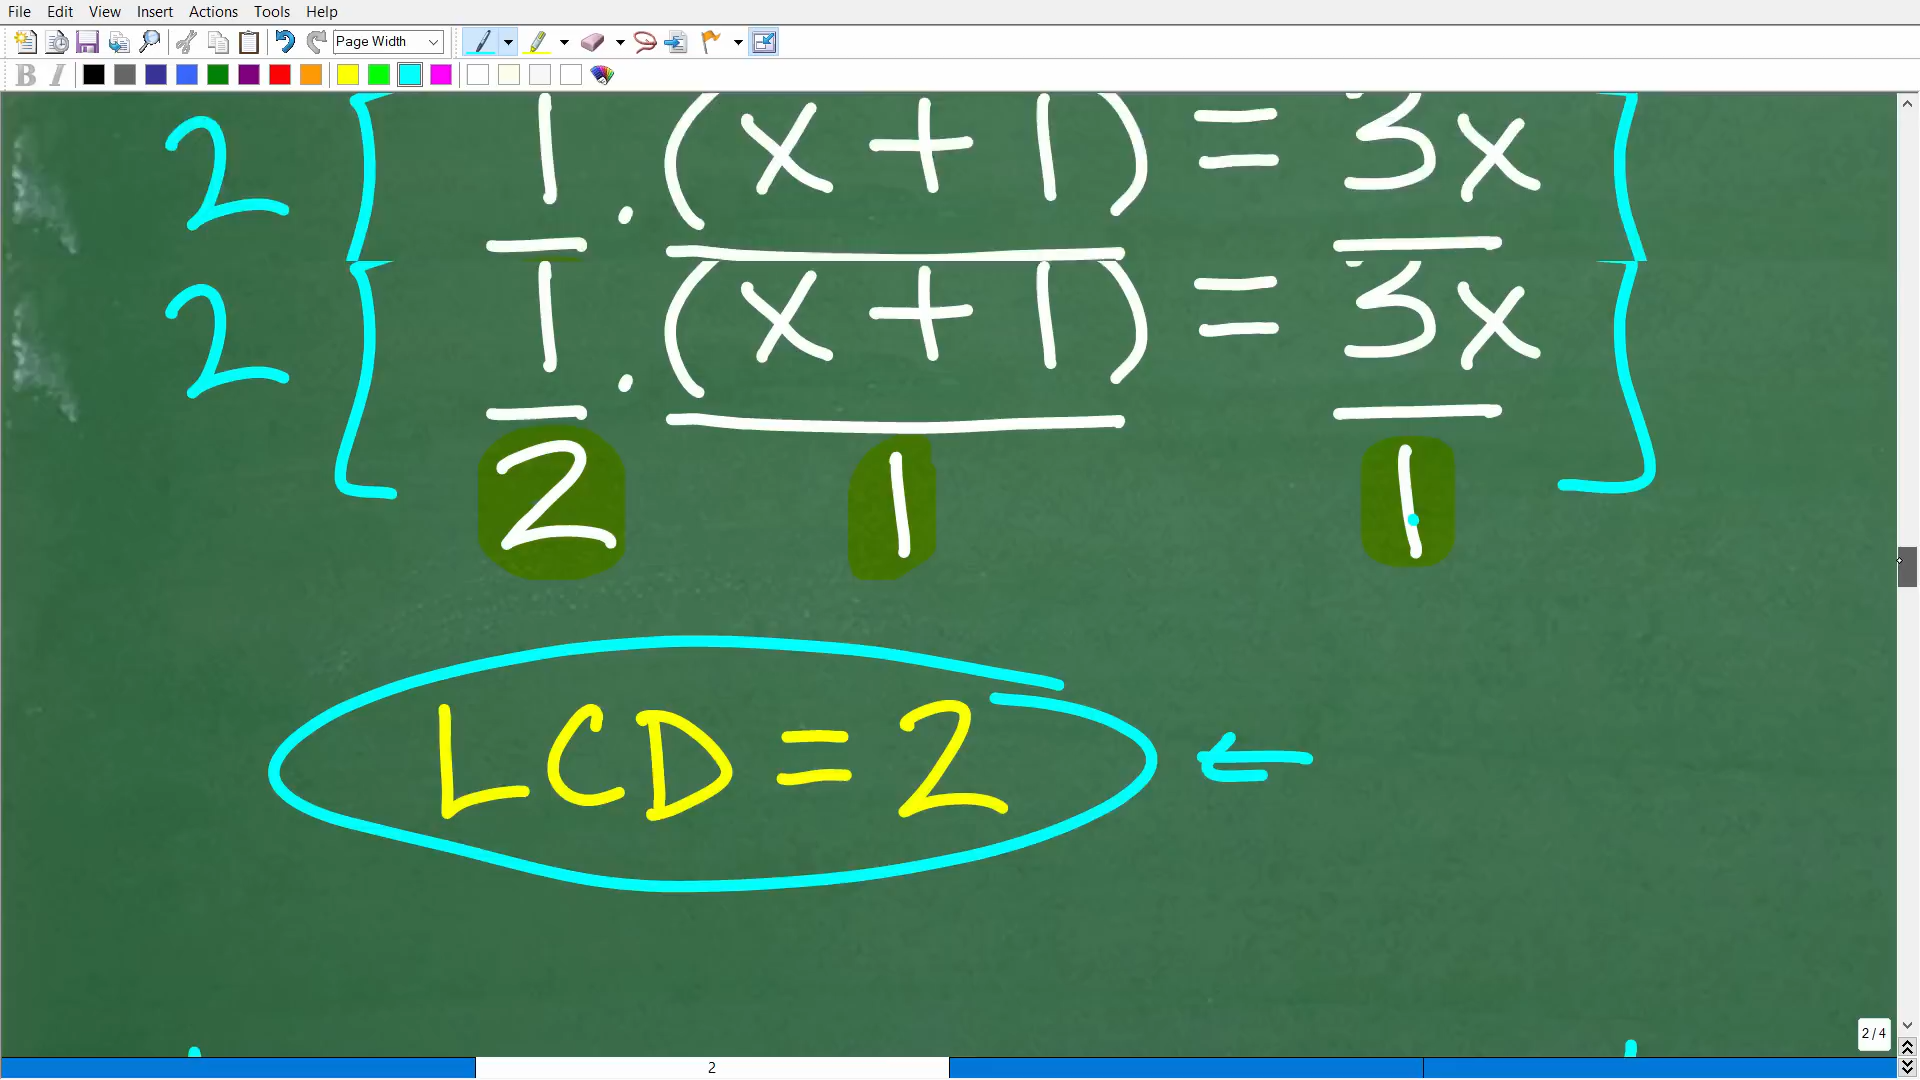 File Edit View Insert Actions Tools Help
Page Width
B I
2 [ 1 . (x + 1) = 3x ]
2 [ 1 . (x + 1) = 3x ]
2 1 1
LCD = 2 ←
2 / 4
2